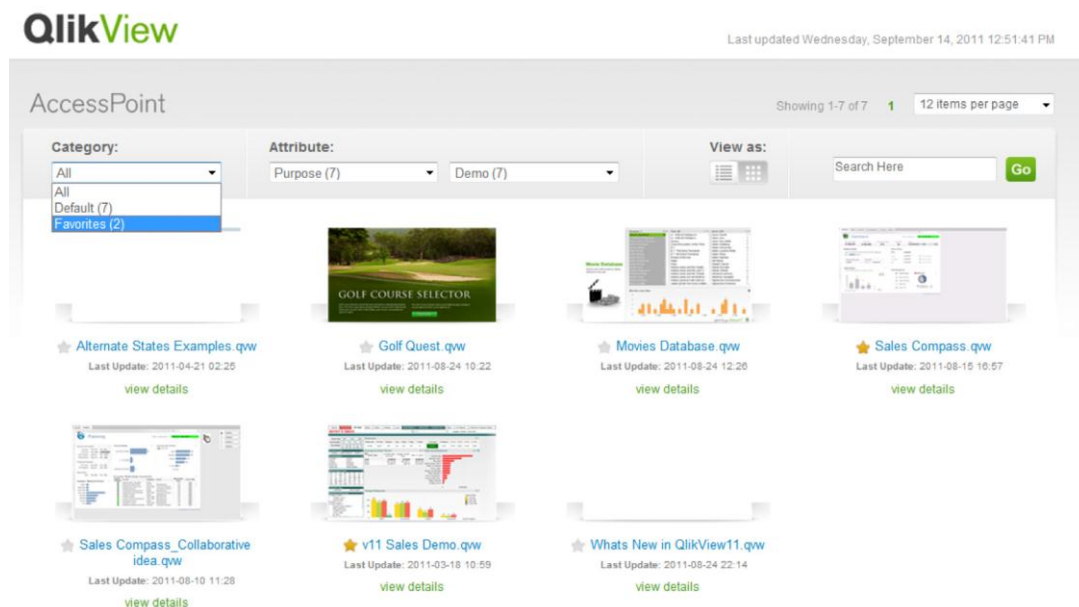 QlikView
Last updated Wednesday, September 14, 2011 12:51:41 PM
AccessPoint
Showing 1-7 of 7 1 12 items per page
Category: Attribute: View as:
All Purpose (7) Demo (7) Search Here Go
All
Default (7)
Favorites (2)
GOLF COURSE SELECTOR
Movie Database
Alternate States Examples.qvw
Last Update: 2011-04-21 02:25
view details
Golf Quest.qvw
Last Update: 2011-08-24 10:22
view details
Movies Database.qvw
Last Update: 2011-08-24 12:26
view details
Sales Compass.qvw
Last Update: 2011-08-15 16:57
view details
Sales Compass_Collaborative
idea.qvw
Last Update: 2011-08-10 11:28
view details
v11 Sales Demo.qvw
Last Update: 2011-03-18 10:59
view details
Whats New in QlikView11.qvw
Last Update: 2011-08-24 22:14
view details